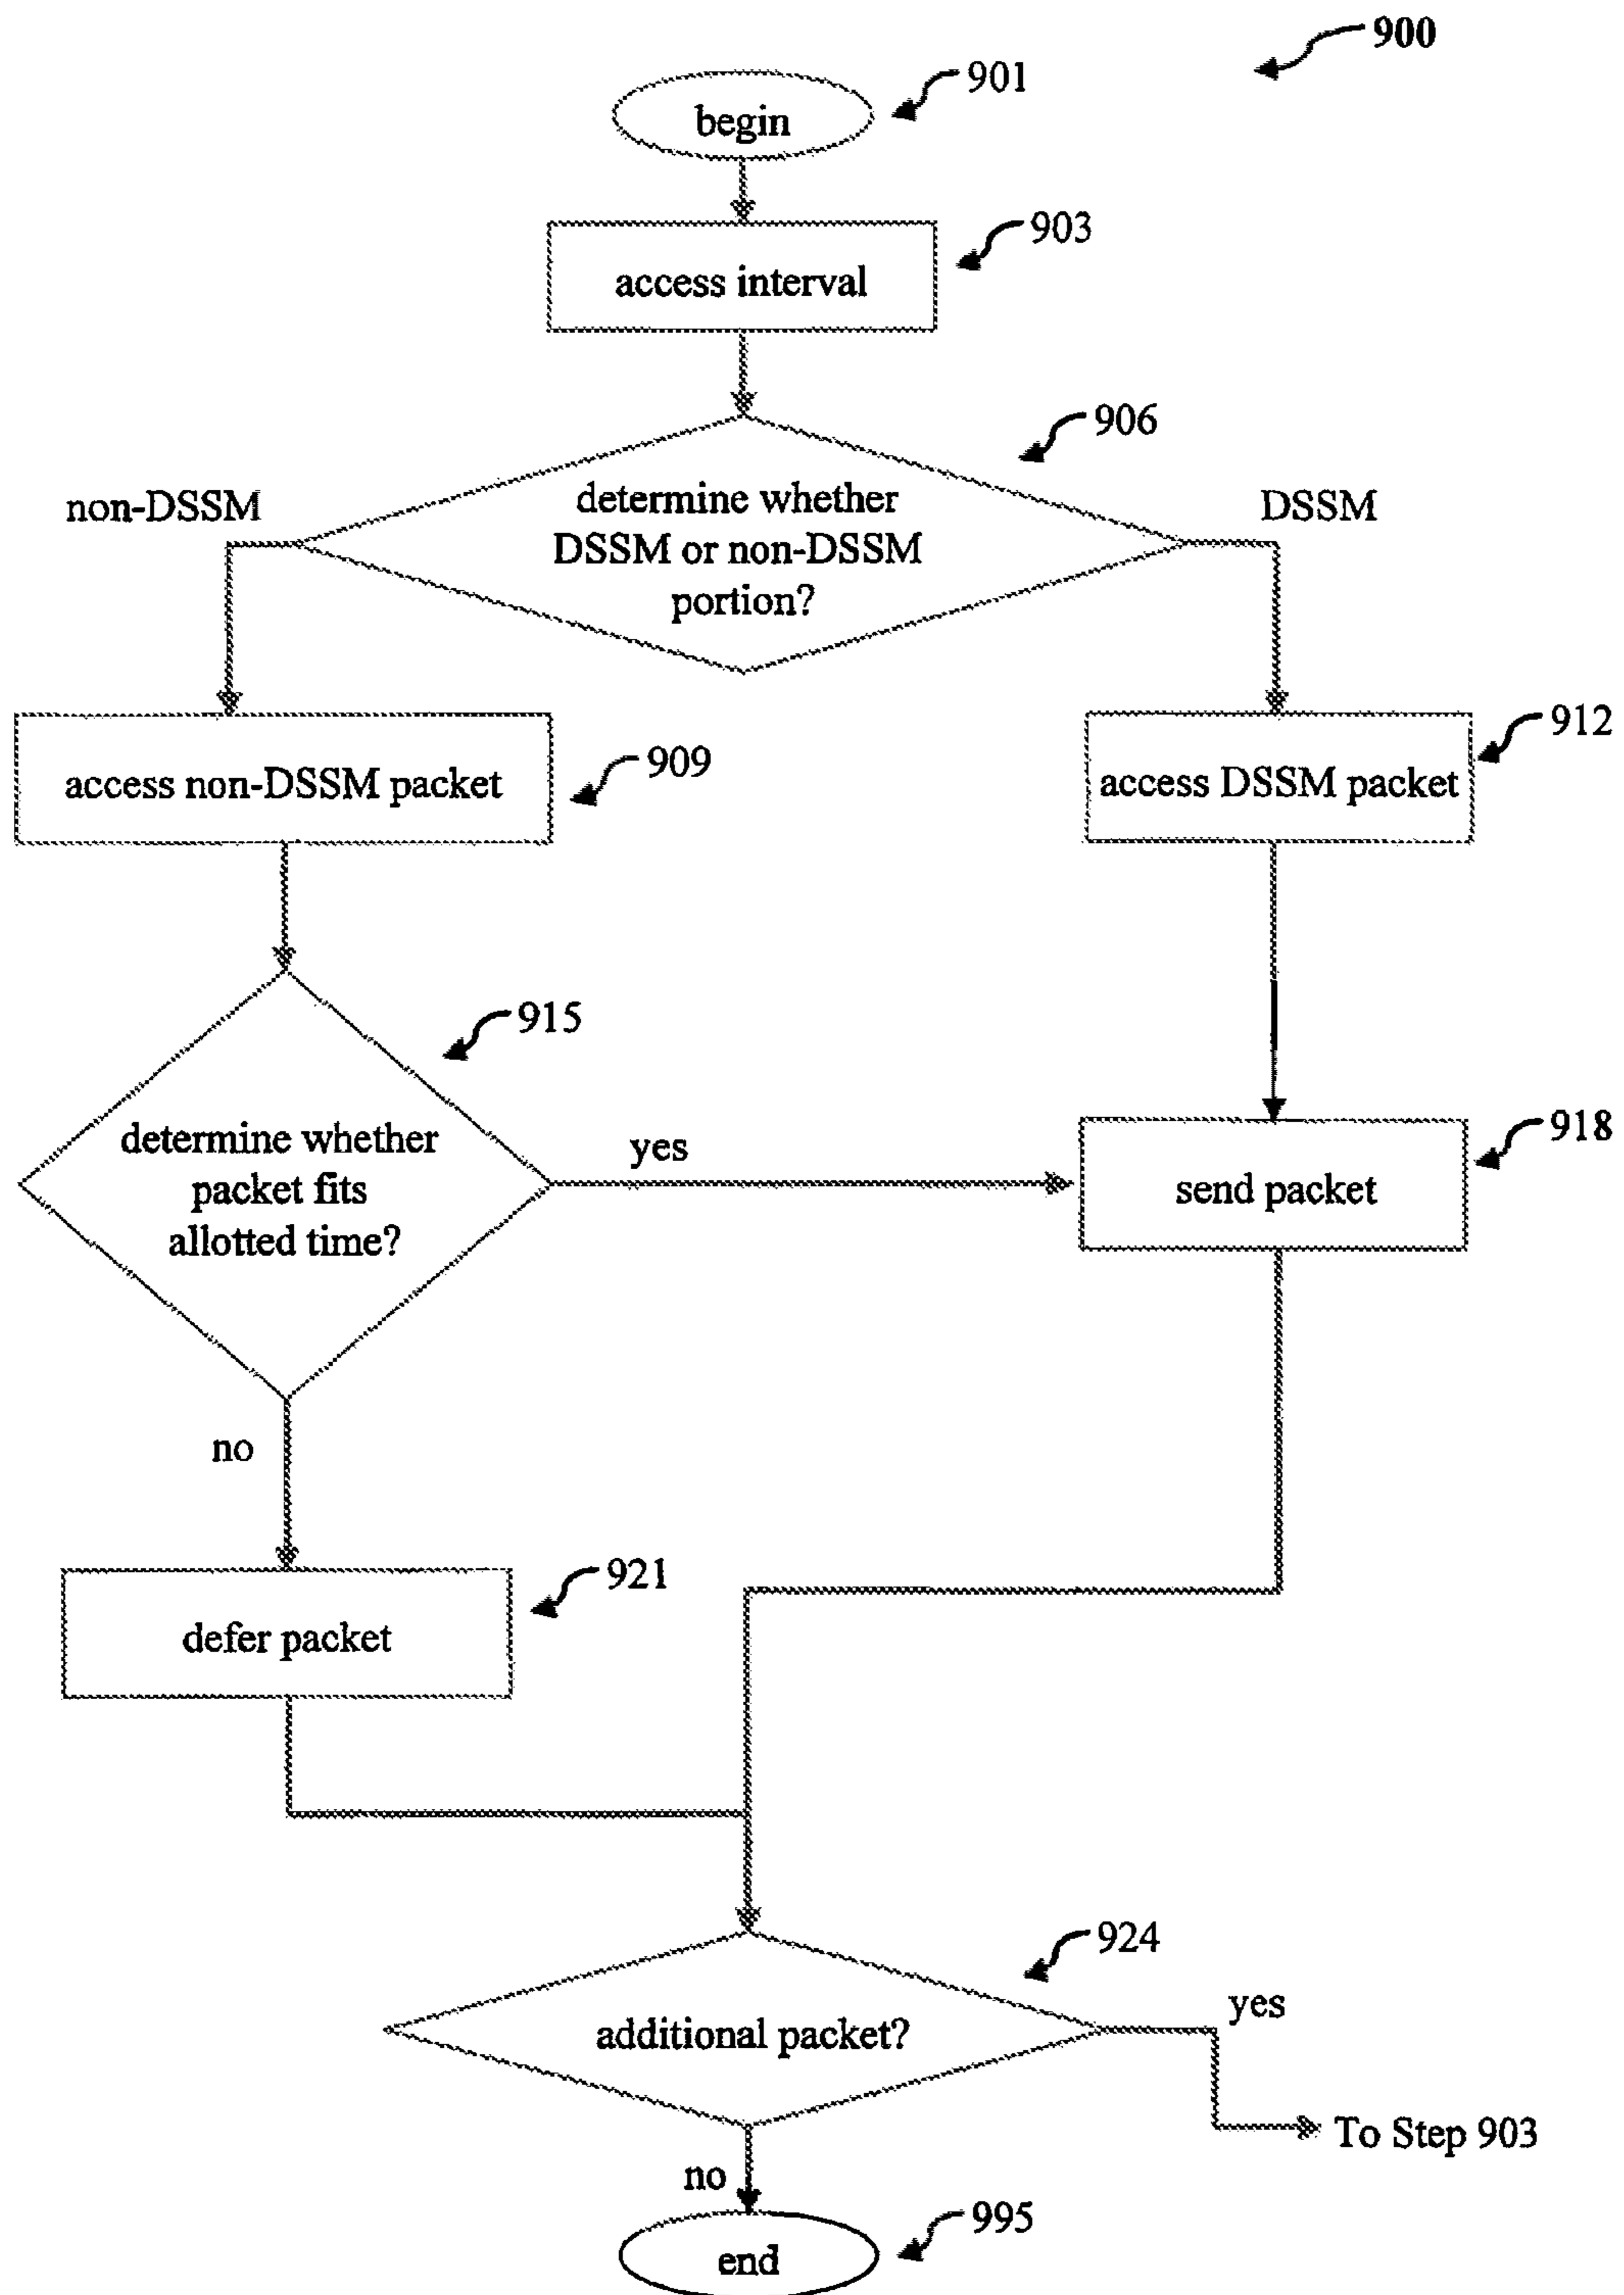 900
901
begin
903
access interval
906
non-DSSM
determine whether
DSSM or non-DSSM
portion?
DSSM
909
access non-DSSM packet
912
access DSSM packet
915
determine whether
packet fits
allotted time?
yes
918
send packet
no
921
defer packet
924
additional packet?
yes
To Step 903
no
995
end